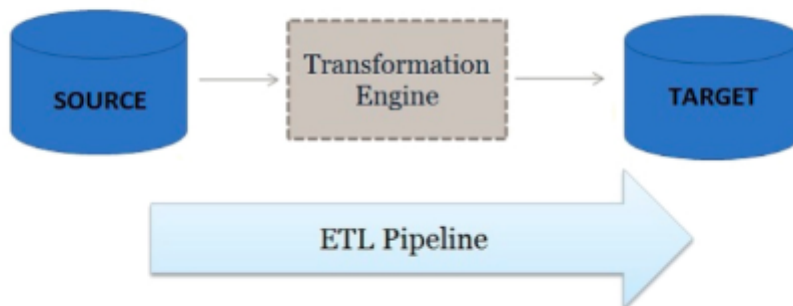 SOURCE
Transformation
Engine
TARGET
ETL Pipeline